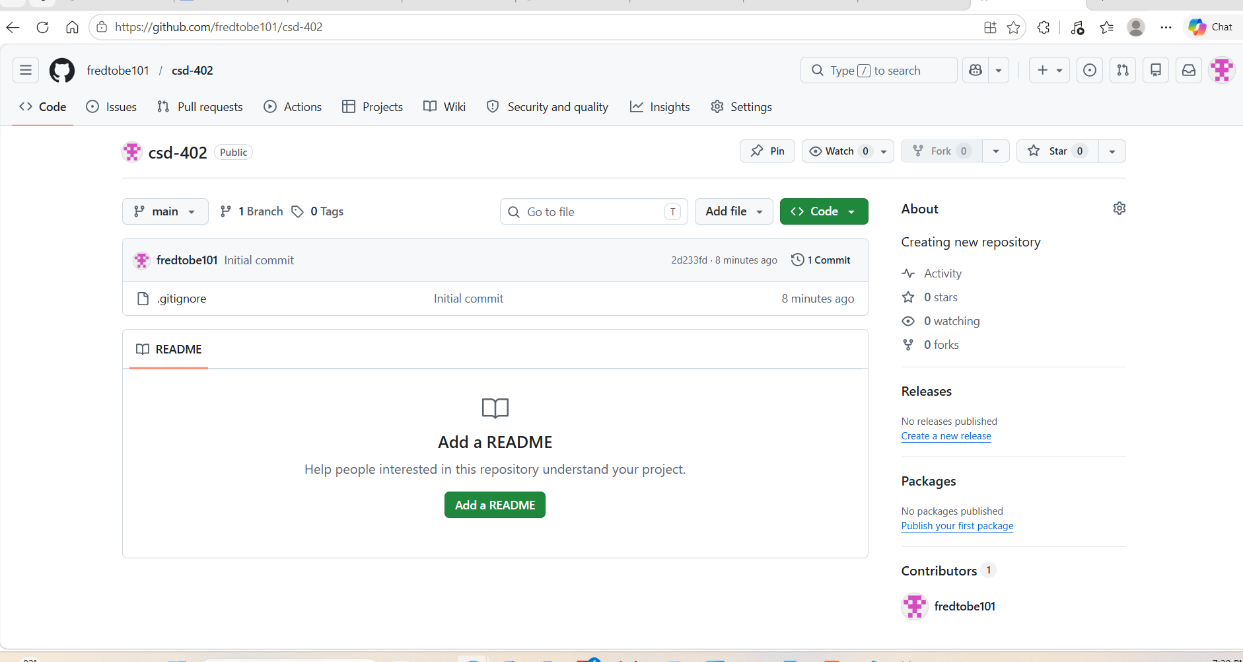 https://github.com/fredtobe101/csd-402
Chat
fredtobe101 / csd-402
Type / to search
Code Issues Pull requests Actions Projects Wiki Security and quality Insights Settings
csd-402 Public
Pin Watch 0 Fork 0 Star 0
main 1 Branch 0 Tags
Go to file T
Add file
Code
fredtobe101 Initial commit 2d233fd · 8 minutes ago 1 Commit
.gitignore Initial commit 8 minutes ago
README
Add a README
Help people interested in this repository understand your project.
Add a README
About
Creating new repository
Activity
0 stars
0 watching
0 forks
Releases
No releases published
Create a new release
Packages
No packages published
Publish your first package
Contributors 1
fredtobe101